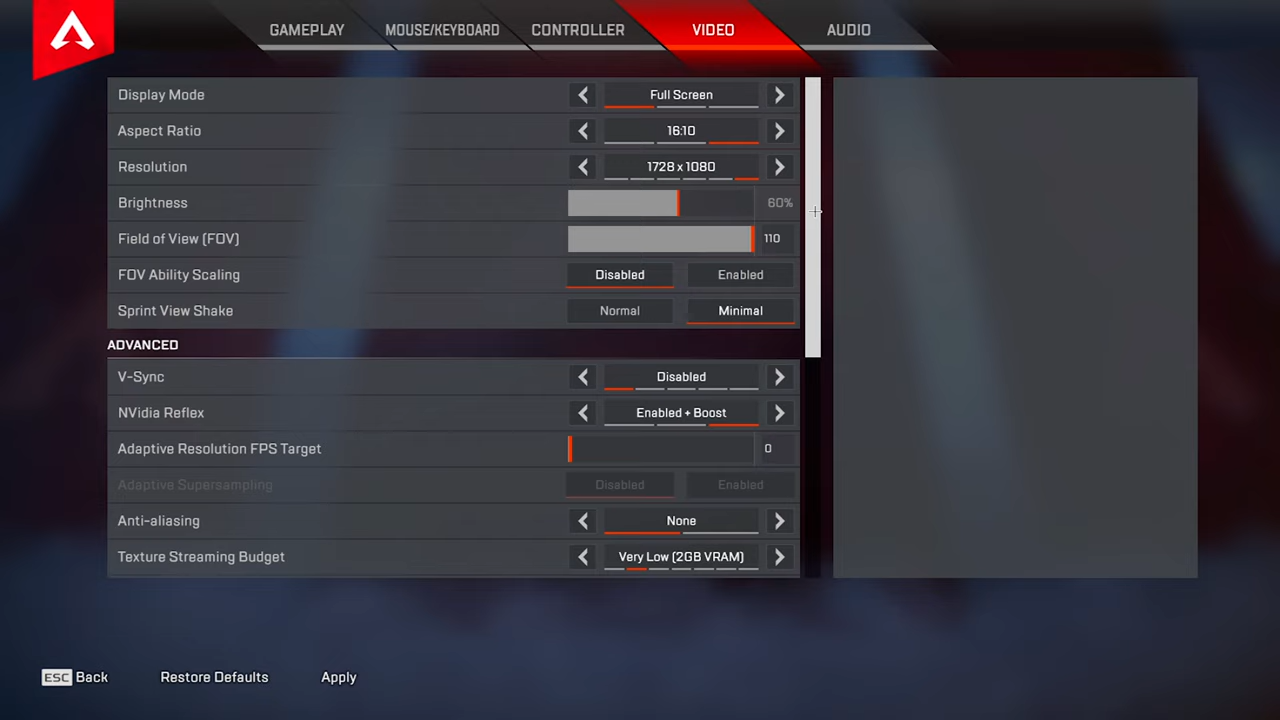 GAMEPLAY MOUSE/KEYBOARD CONTROLLER VIDEO AUDIO
Display Mode Full Screen
Aspect Ratio 16:10
Resolution 1728 x 1080
Brightness 60%
Field of View (FOV) 110
FOV Ability Scaling Disabled Enabled
Sprint View Shake Normal Minimal
ADVANCED
V-Sync Disabled
NVidia Reflex Enabled + Boost
Adaptive Resolution FPS Target 0
Adaptive Supersampling Disabled Enabled
Anti-aliasing None
Texture Streaming Budget Very Low (2GB VRAM)
ESC Back Restore Defaults Apply